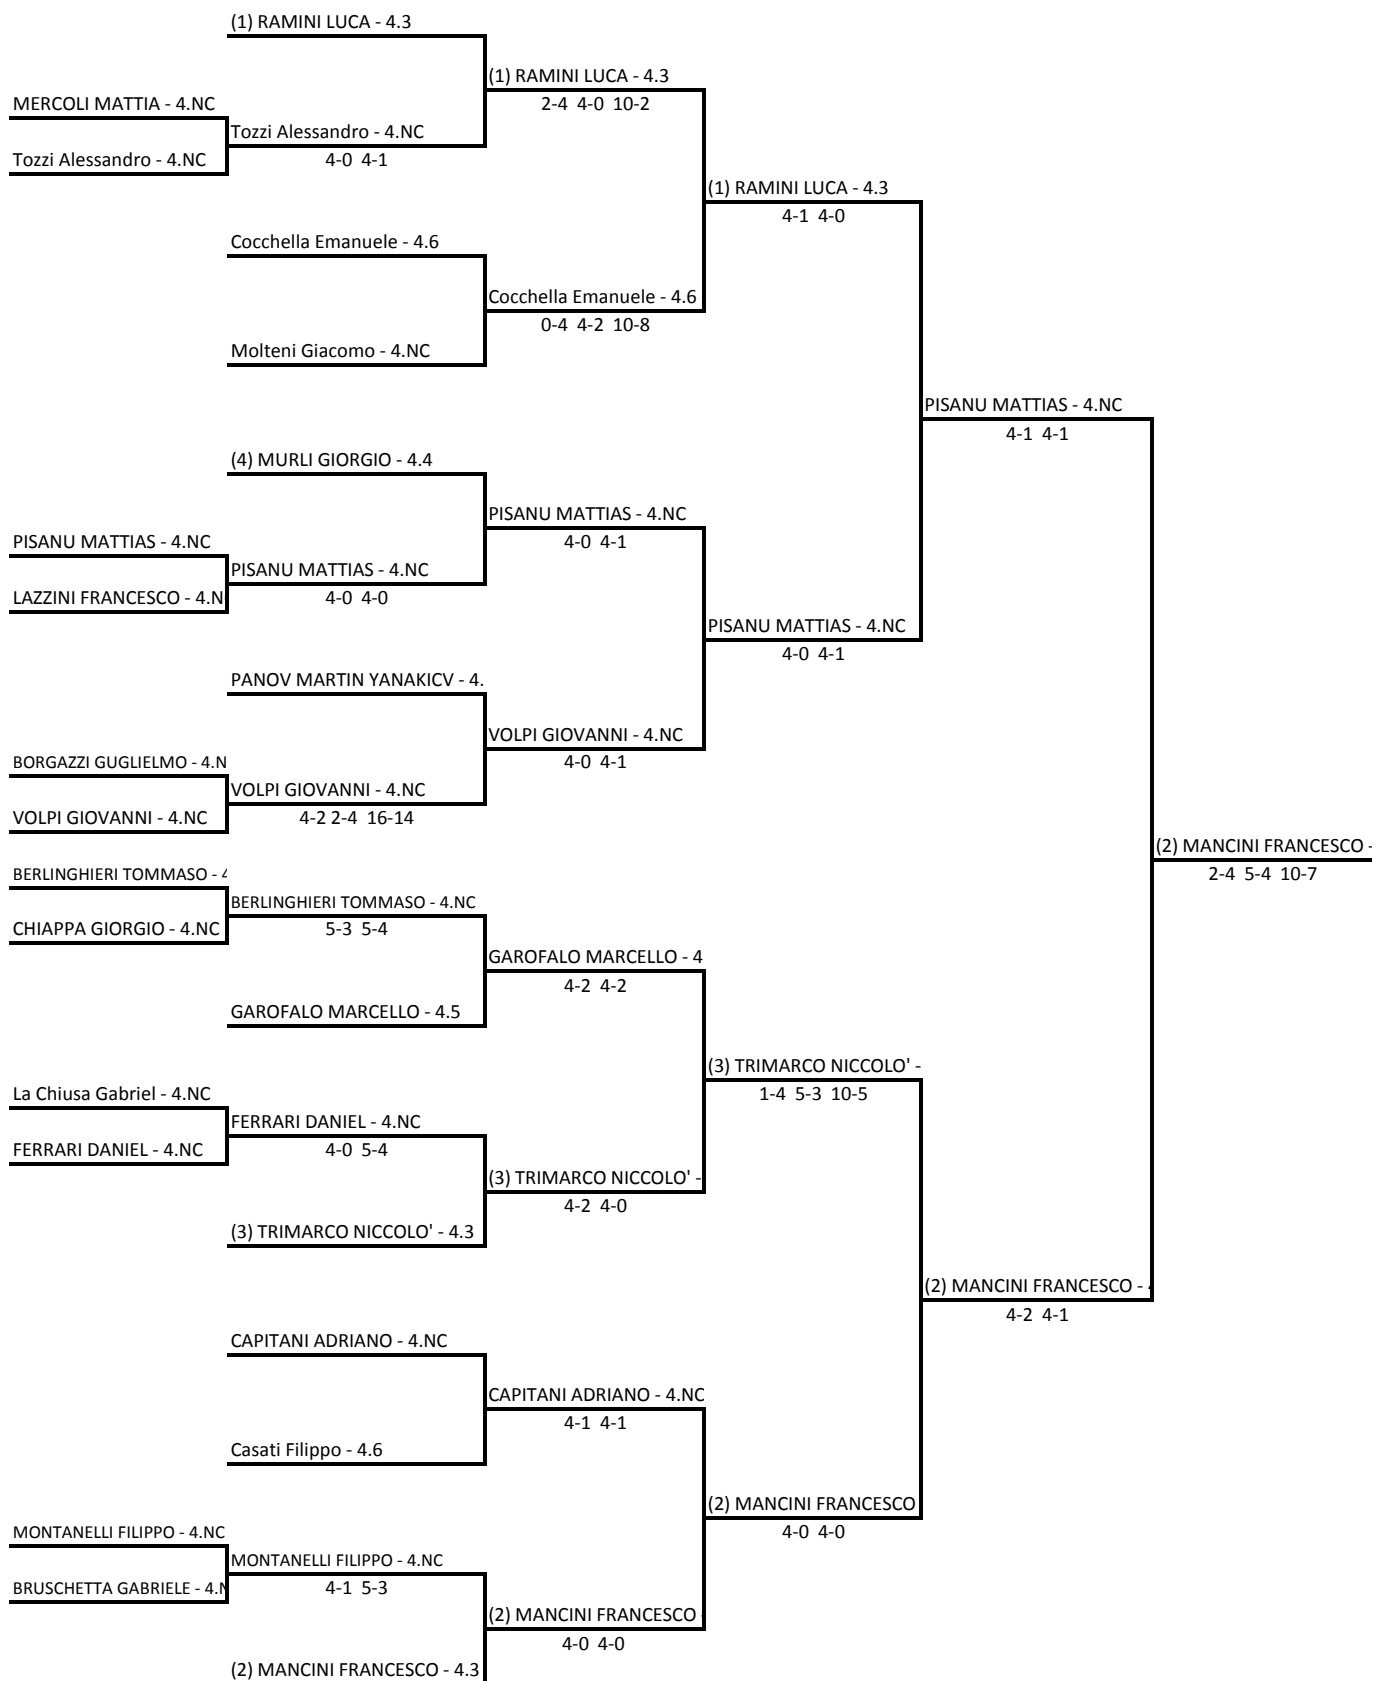 (1) RAMINI LUCA - 4.3
(1) RAMINI LUCA - 4.3
2-4 4-0 10-2
MERCOLI MATTIA - 4.NC
Tozzi Alessandro - 4.NC
4-0 4-1
Tozzi Alessandro - 4.NC
(1) RAMINI LUCA - 4.3
4-1 4-0
Cocchella Emanuele - 4.6
Cocchella Emanuele - 4.6
0-4 4-2 10-8
Molteni Giacomo - 4.NC
PISANU MATTIAS - 4.NC
4-1 4-1
(4) MURLI GIORGIO - 4.4
PISANU MATTIAS - 4.NC
4-0 4-1
PISANU MATTIAS - 4.NC
PISANU MATTIAS - 4.NC
4-0 4-0
LAZZINI FRANCESCO - 4.N
PISANU MATTIAS - 4.NC
4-0 4-1
PANOV MARTIN YANAKICV - 4.
VOLPI GIOVANNI - 4.NC
4-0 4-1
BORGAZZI GUGLIELMO - 4.N
VOLPI GIOVANNI - 4.NC
4-2 2-4 16-14
VOLPI GIOVANNI - 4.NC
(2) MANCINI FRANCESCO -
2-4 5-4 10-7
BERLINGHIERI TOMMASO - 4
BERLINGHIERI TOMMASO - 4.NC
5-3 5-4
CHIAPPA GIORGIO - 4.NC
GAROFALO MARCELLO - 4
4-2 4-2
GAROFALO MARCELLO - 4.5
(3) TRIMARCO NICCOLO' -
1-4 5-3 10-5
La Chiusa Gabriel - 4.NC
FERRARI DANIEL - 4.NC
4-0 5-4
FERRARI DANIEL - 4.NC
(3) TRIMARCO NICCOLO' -
4-2 4-0
(3) TRIMARCO NICCOLO' - 4.3
(2) MANCINI FRANCESCO - 4
4-2 4-1
CAPITANI ADRIANO - 4.NC
CAPITANI ADRIANO - 4.NC
4-1 4-1
Casati Filippo - 4.6
(2) MANCINI FRANCESCO
4-0 4-0
MONTANELLI FILIPPO - 4.NC
MONTANELLI FILIPPO - 4.NC
4-1 5-3
BRUSCHETTA GABRIELE - 4.N
(2) MANCINI FRANCESCO
4-0 4-0
(2) MANCINI FRANCESCO - 4.3